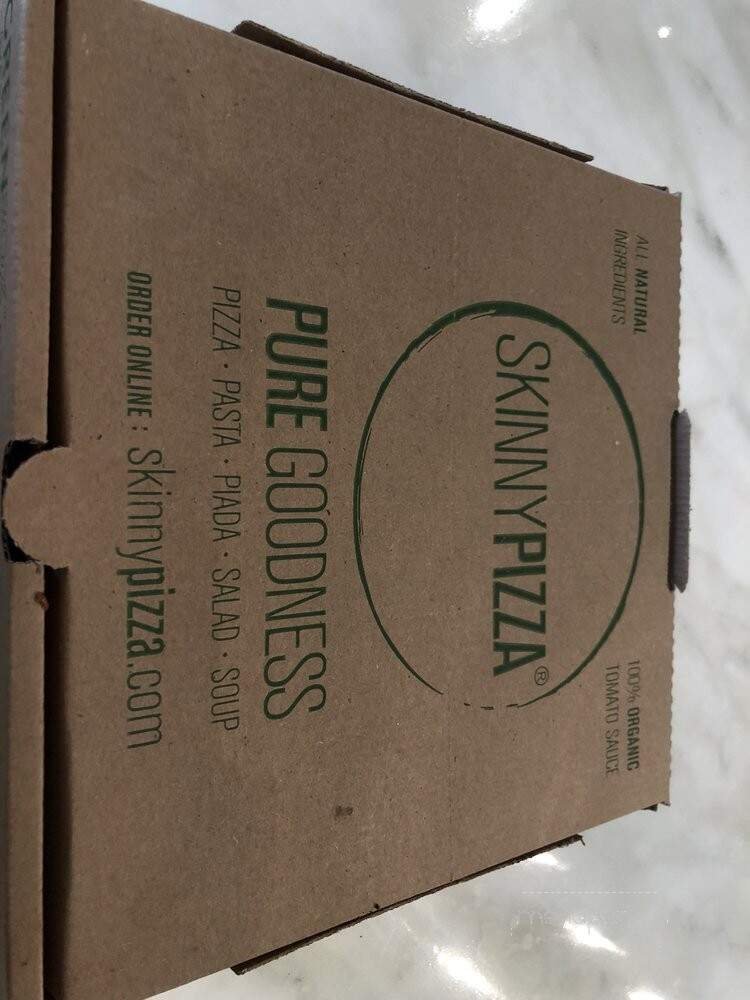 ALL NATURAL
INGREDIENTS
100% ORGANIC
TOMATO SAUCE
SKINNYPIZZA®
PURE GOODNESS
PIZZA · PASTA · PIADA · SALAD · SOUP
ORDER ONLINE : skinnypizza.com